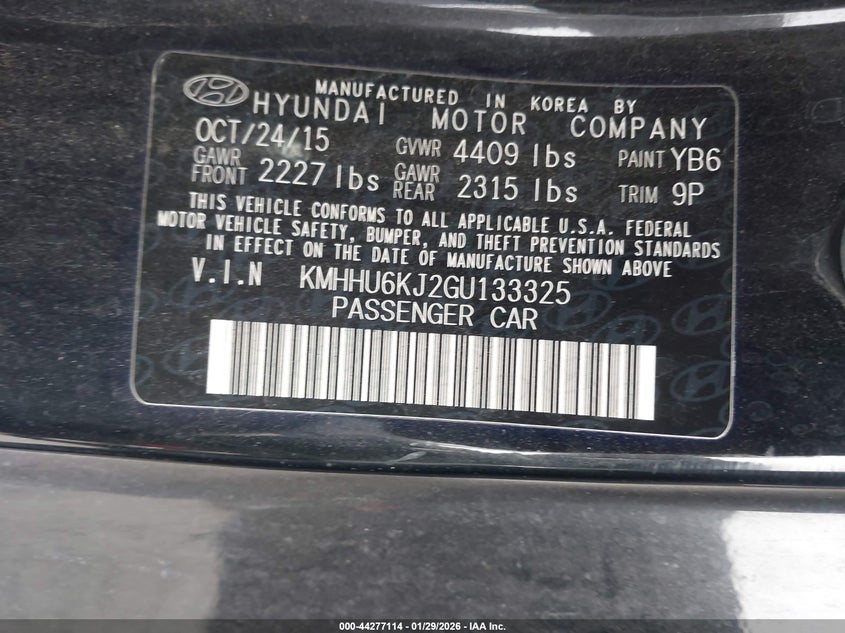 MANUFACTURED IN KOREA BY
HYUNDAI MOTOR COMPANY
OCT/24/15 GVWR 4409 lbs PAINT YB6
GAWR FRONT 2227 lbs GAWR REAR 2315 lbs TRIM 9P
THIS VEHICLE CONFORMS TO ALL APPLICABLE U.S.A. FEDERAL
MOTOR VEHICLE SAFETY, BUMPER, AND THEFT PREVENTION STANDARDS
IN EFFECT ON THE DATE OF MANUFACTURE SHOWN ABOVE
V.I.N KMHHU6KJ2GU133325
PASSENGER CAR
000-44277114 - 01/29/2026 - IAA Inc.